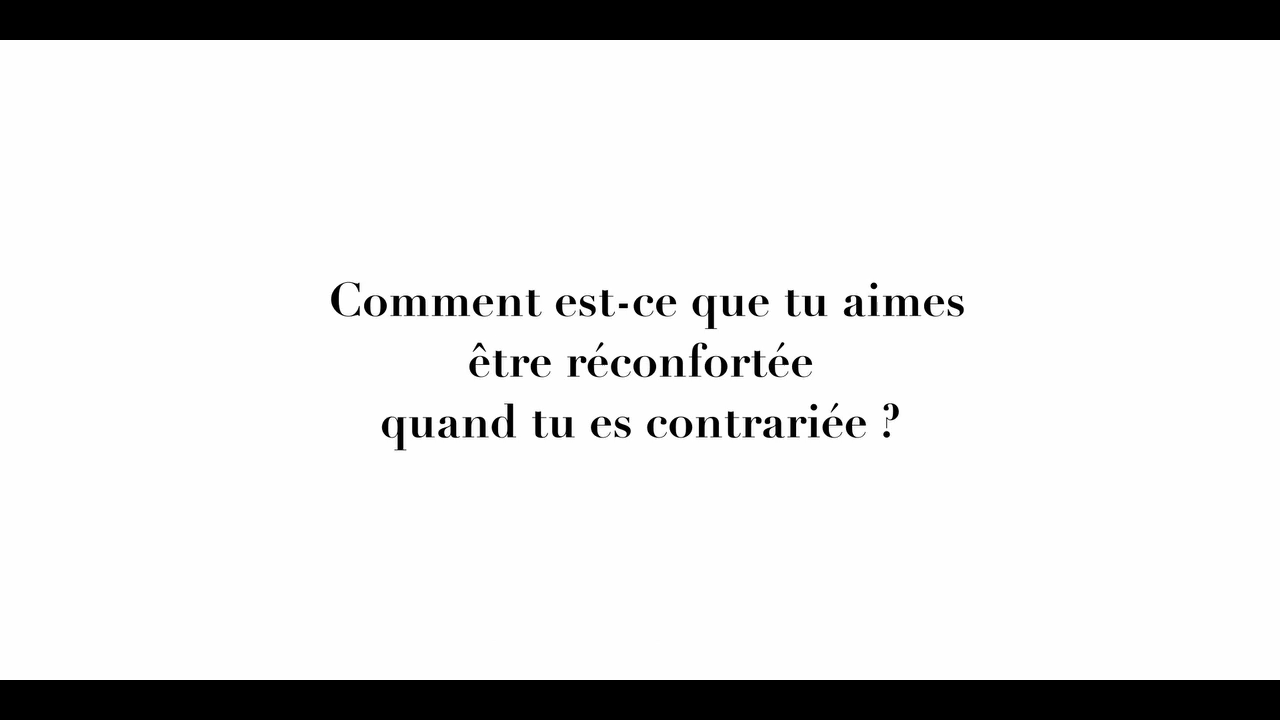 Comment est-ce que tu aimes
être réconfortée
quand tu es contrariée ?